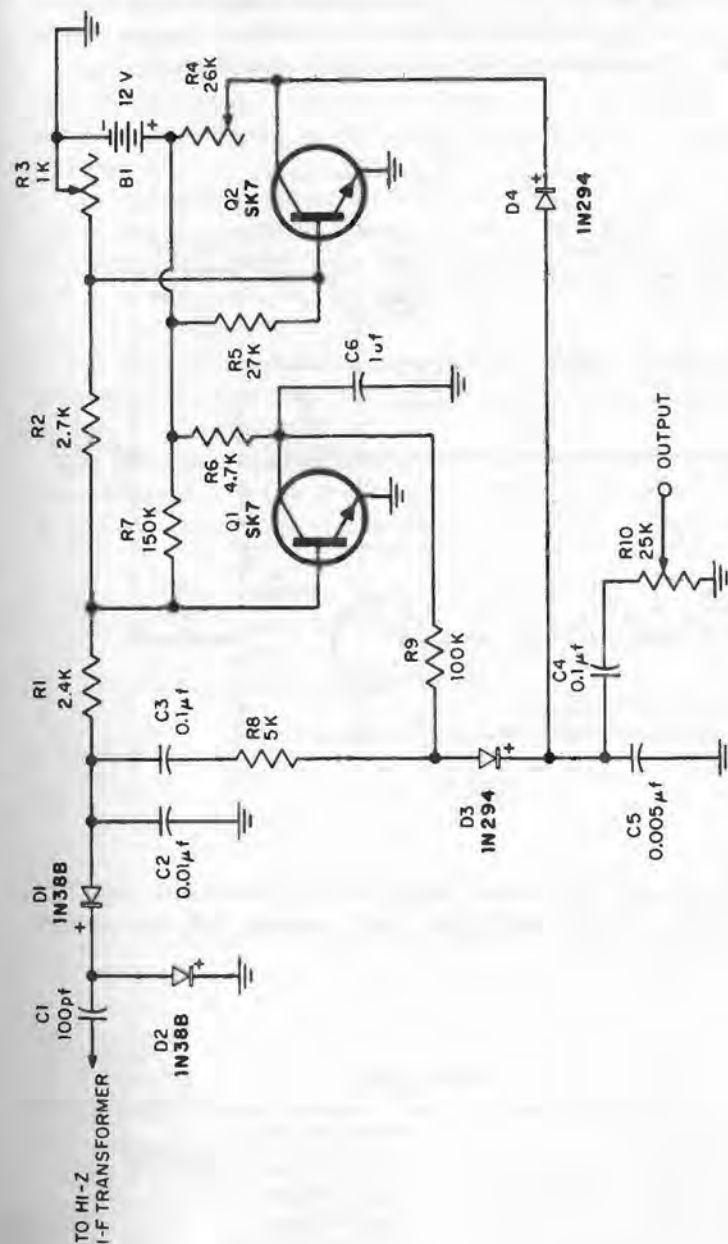 TO HI-Z
I-F TRANSFORMER
C1
100pf
D2
1N38B
D1
1N38B
+
+
C2
0.01µf
C3
0.1µf
R1
2.4K
R8
5K
D3
1N294
+
R9
100K
R7
150K
Q1
SK7
R6
4.7K
R2
2.7K
C6
1uf
R5
27K
Q2
SK7
R3
1K
-
12 V
+
B1
R4
26K
D4
+
1N294
C5
0.005µf
C4
0.1µf
R10
25K
OUTPUT